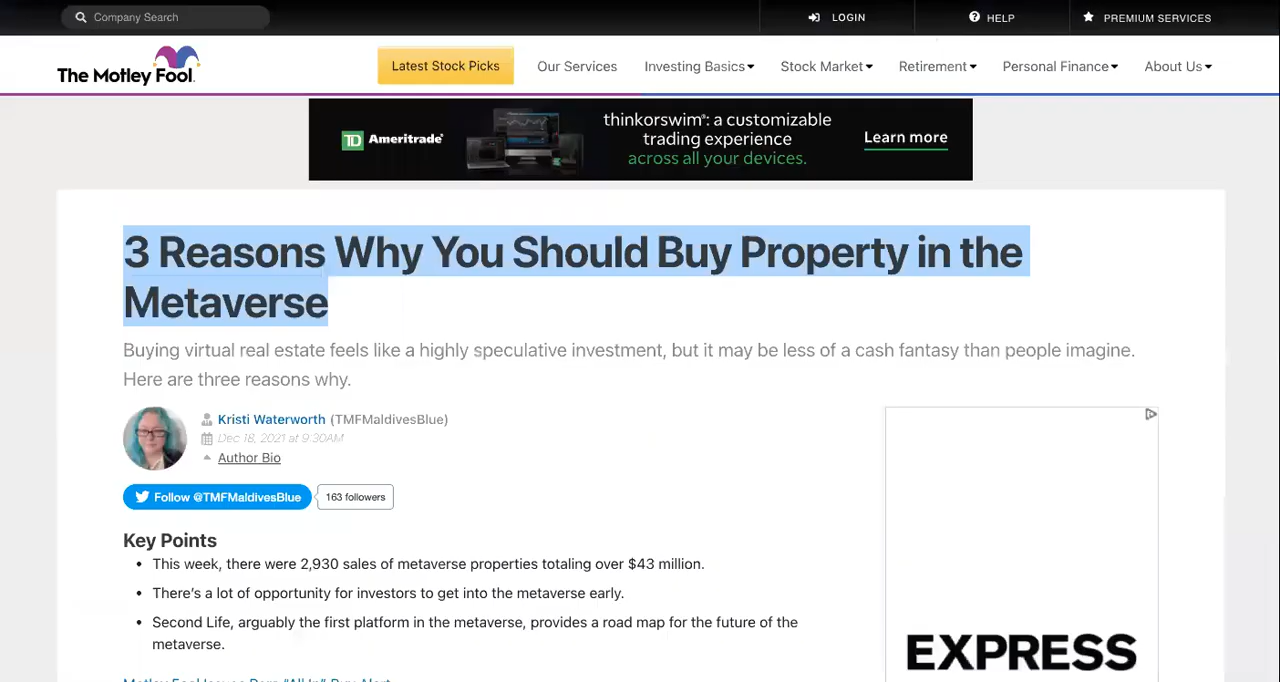 Company Search
LOGIN
HELP
PREMIUM SERVICES
The Motley Fool.
Latest Stock Picks
Our Services
Investing Basics
Stock Market
Retirement
Personal Finance
About Us
TD Ameritrade®
thinkorswim®: a customizable
trading experience
across all your devices.
Learn more
3 Reasons Why You Should Buy Property in the
Metaverse
Buying virtual real estate feels like a highly speculative investment, but it may be less of a cash fantasy than people imagine.
Here are three reasons why.
Kristi Waterworth (TMFMaldivesBlue)
Dec 18, 2021 at 9:30AM
Author Bio
Follow @TMFMaldivesBlue
163 followers
Key Points
• This week, there were 2,930 sales of metaverse properties totaling over $43 million.
• There’s a lot of opportunity for investors to get into the metaverse early.
• Second Life, arguably the first platform in the metaverse, provides a road map for the future of the
metaverse.
EXPRESS